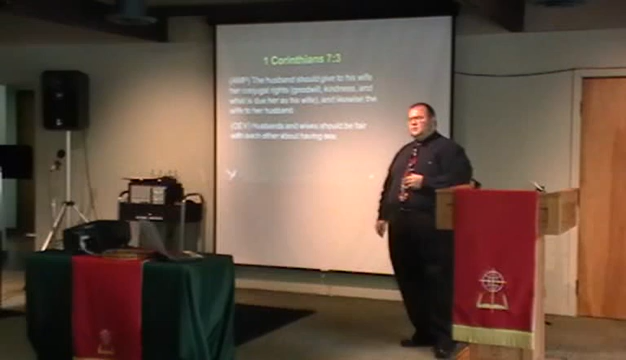 1 Corinthians 7:3
(AMP) The husband should give to his wife
her conjugal rights (goodwill, kindness, and
what is due her as his wife), and likewise the
wife to her husband.
(CEV) Husbands and wives should be fair
with each other about having sex.